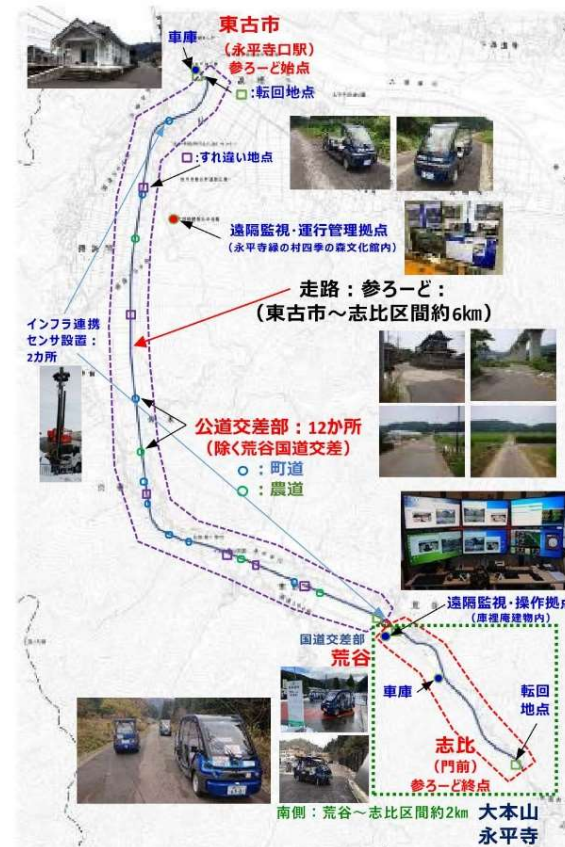 東古市
(永平寺口駅)
参ろーど始点
車庫
:転回地点
:すれ違い地点
遠隔監視・運行管理拠点
(永平寺緑の村四季の森文化館内)
走路：参ろーど：
(東古市～志比区間約6km)
インフラ連携
センサ設置：
2カ所
公道交差部：12か所
(除く荒谷国道交差)
：町道
：農道
遠隔監視・操作拠点
(庫裡庵建物内)
国道交差部
荒谷
車庫
転回
地点
志比
(門前)
参ろーど終点
南側：荒谷～志比区間約2km
大本山
永平寺